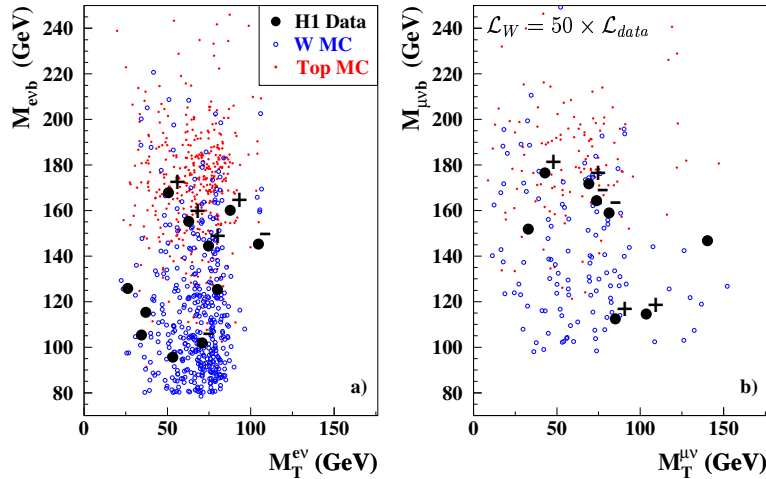 M_evb (GeV)
240
220
200
180
160
140
120
100
80
0
50
100
150
M_T^eν (GeV)
a)
H1 Data
W MC
Top MC
M_μνb (GeV)
240
220
200
180
160
140
120
100
80
0
50
100
150
M_T^μν (GeV)
b)
ℒ_W = 50 × ℒ_data